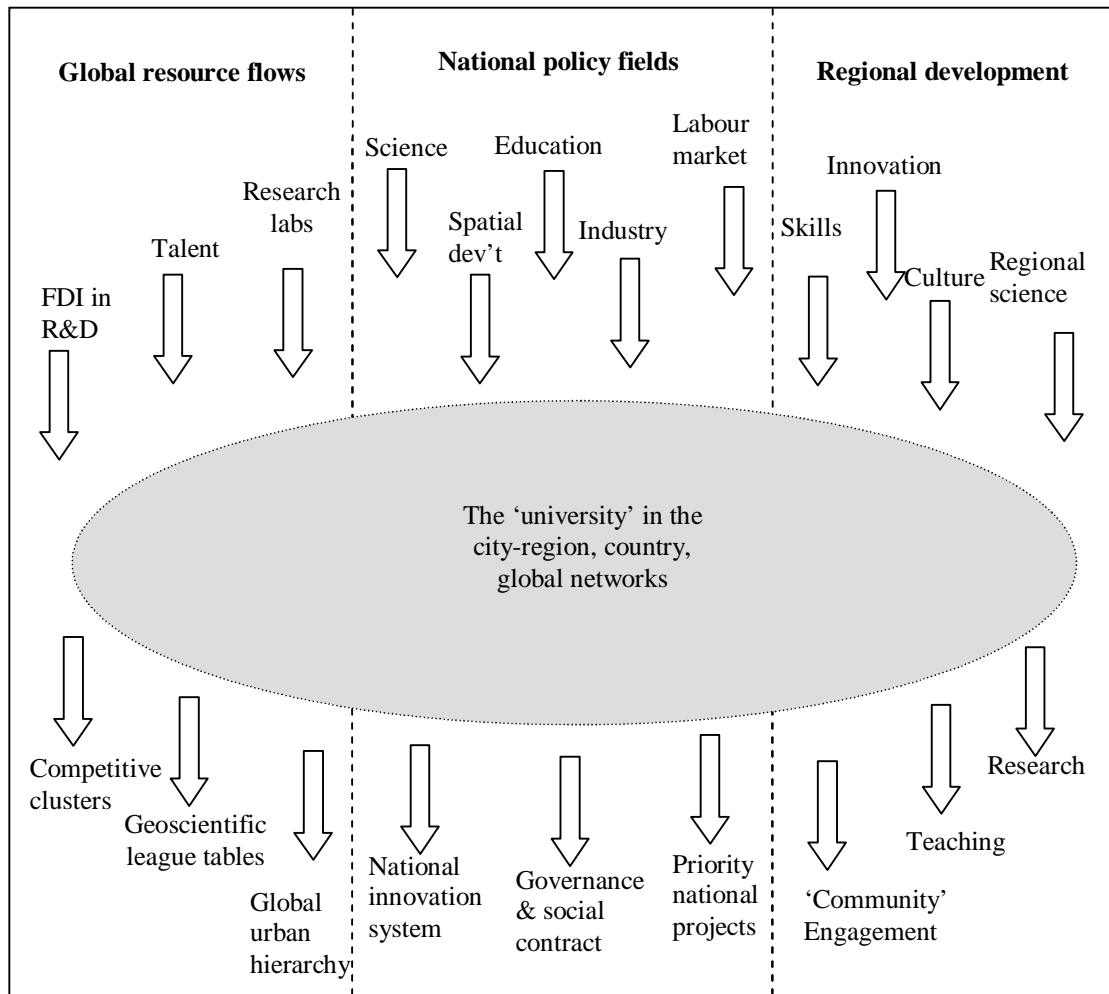 Global resource flows
National policy fields
Regional development
FDI in
R&D
Talent
Research
labs
Science
Spatial
dev't
Education
Industry
Labour
market
Skills
Innovation
Culture
Regional
science
The ‘university’ in the
city-region, country,
global networks
Competitive
clusters
Geoscientific
league tables
Global
urban
hierarchy
National
innovation
system
Governance
& social
contract
Priority
national
projects
‘Community’
Engagement
Teaching
Research